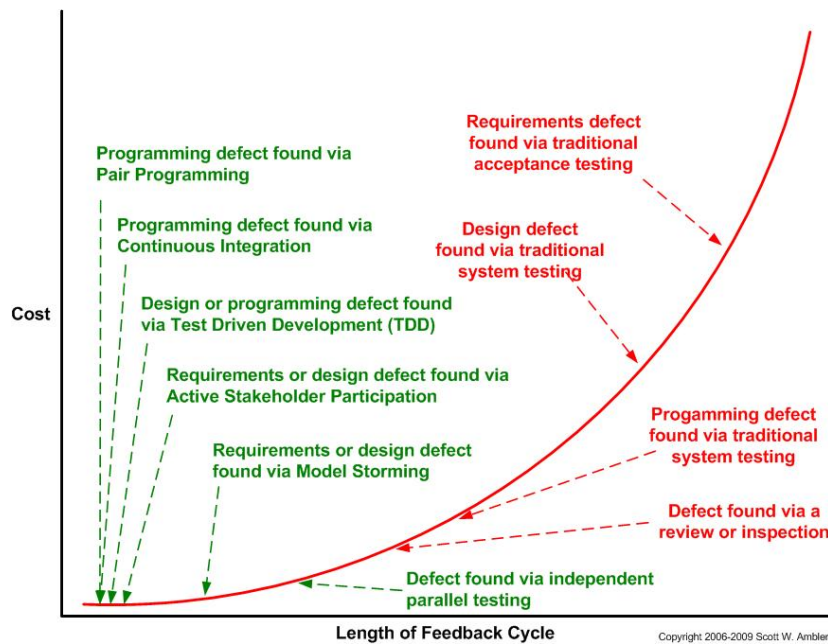 Requirements defect
found via traditional
acceptance testing
Programming defect found via
Pair Programming
Programming defect found via
Continuous Integration
Design defect
found via traditional
system testing
Design or programming defect found
via Test Driven Development (TDD)
Cost
Requirements or design defect found via
Active Stakeholder Participation
Progamming defect
found via traditional
system testing
Requirements or design defect
found via Model Storming
Defect found via a
review or inspection
Defect found via independent
parallel testing
Length of Feedback Cycle
Copyright 2006-2009 Scott W. Ambler